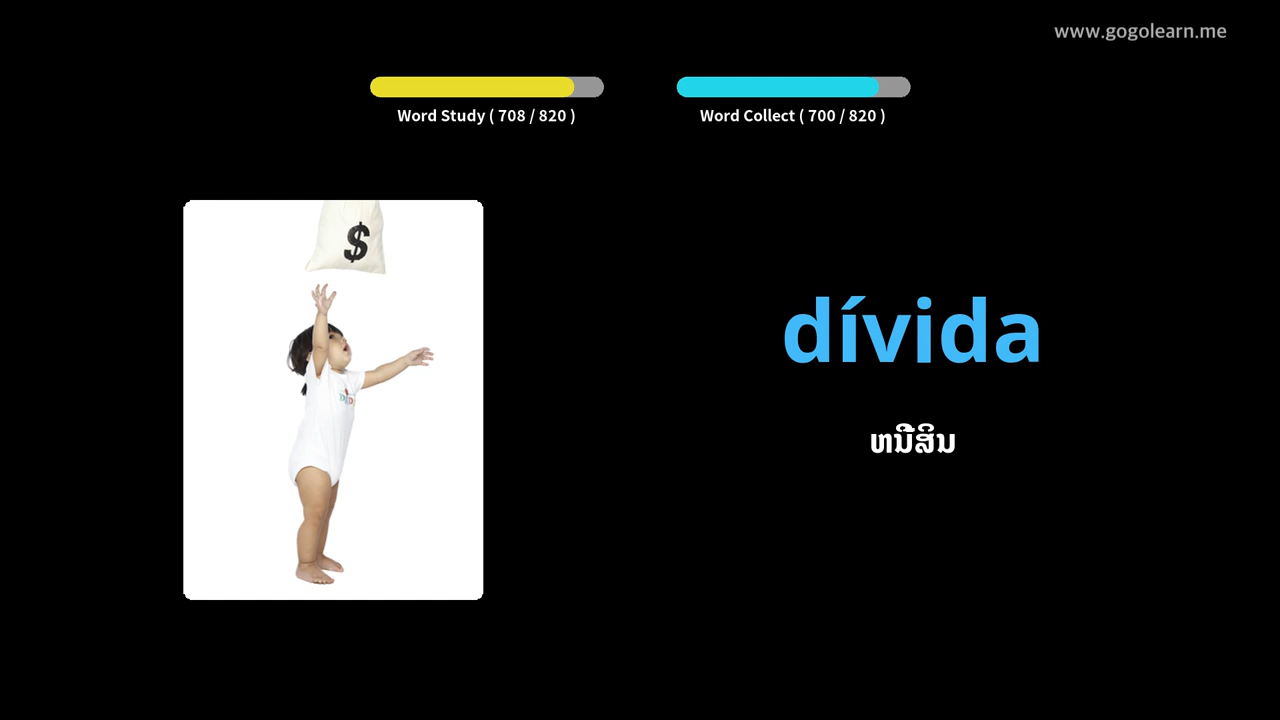 www.gogolearn.me
Word Study ( 708 / 820 )
Word Collect ( 700 / 820 )
$
dívida
ຫນີ້ສິນ